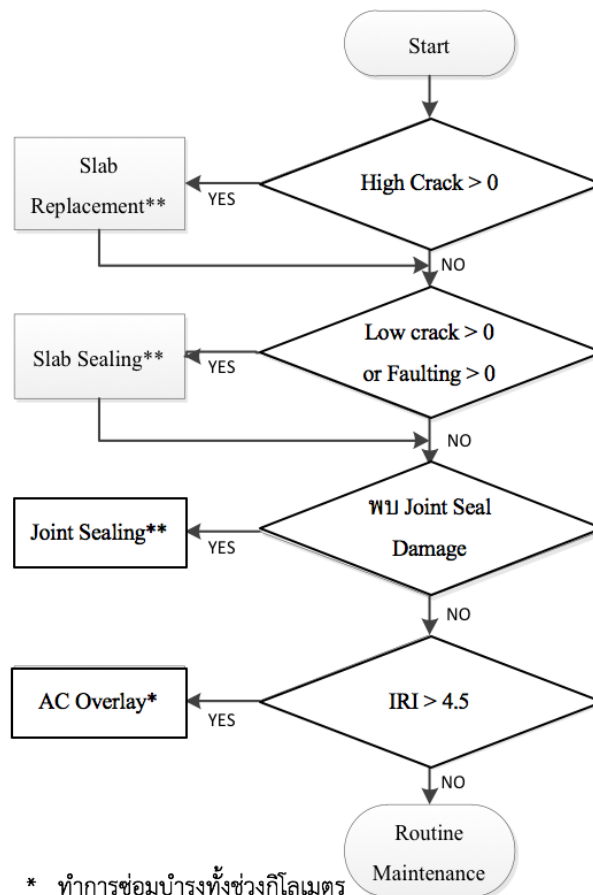 Start
High Crack > 0
YES
Slab
Replacement**
NO
Low crack > 0
or Faulting > 0
YES
Slab Sealing**
NO
พบ Joint Seal
Damage
YES
Joint Sealing**
NO
IRI > 4.5
YES
AC Overlay*
NO
Routine
Maintenance
* ทำการซ่อมบำรุงทั้งช่วงกิโลเมตร